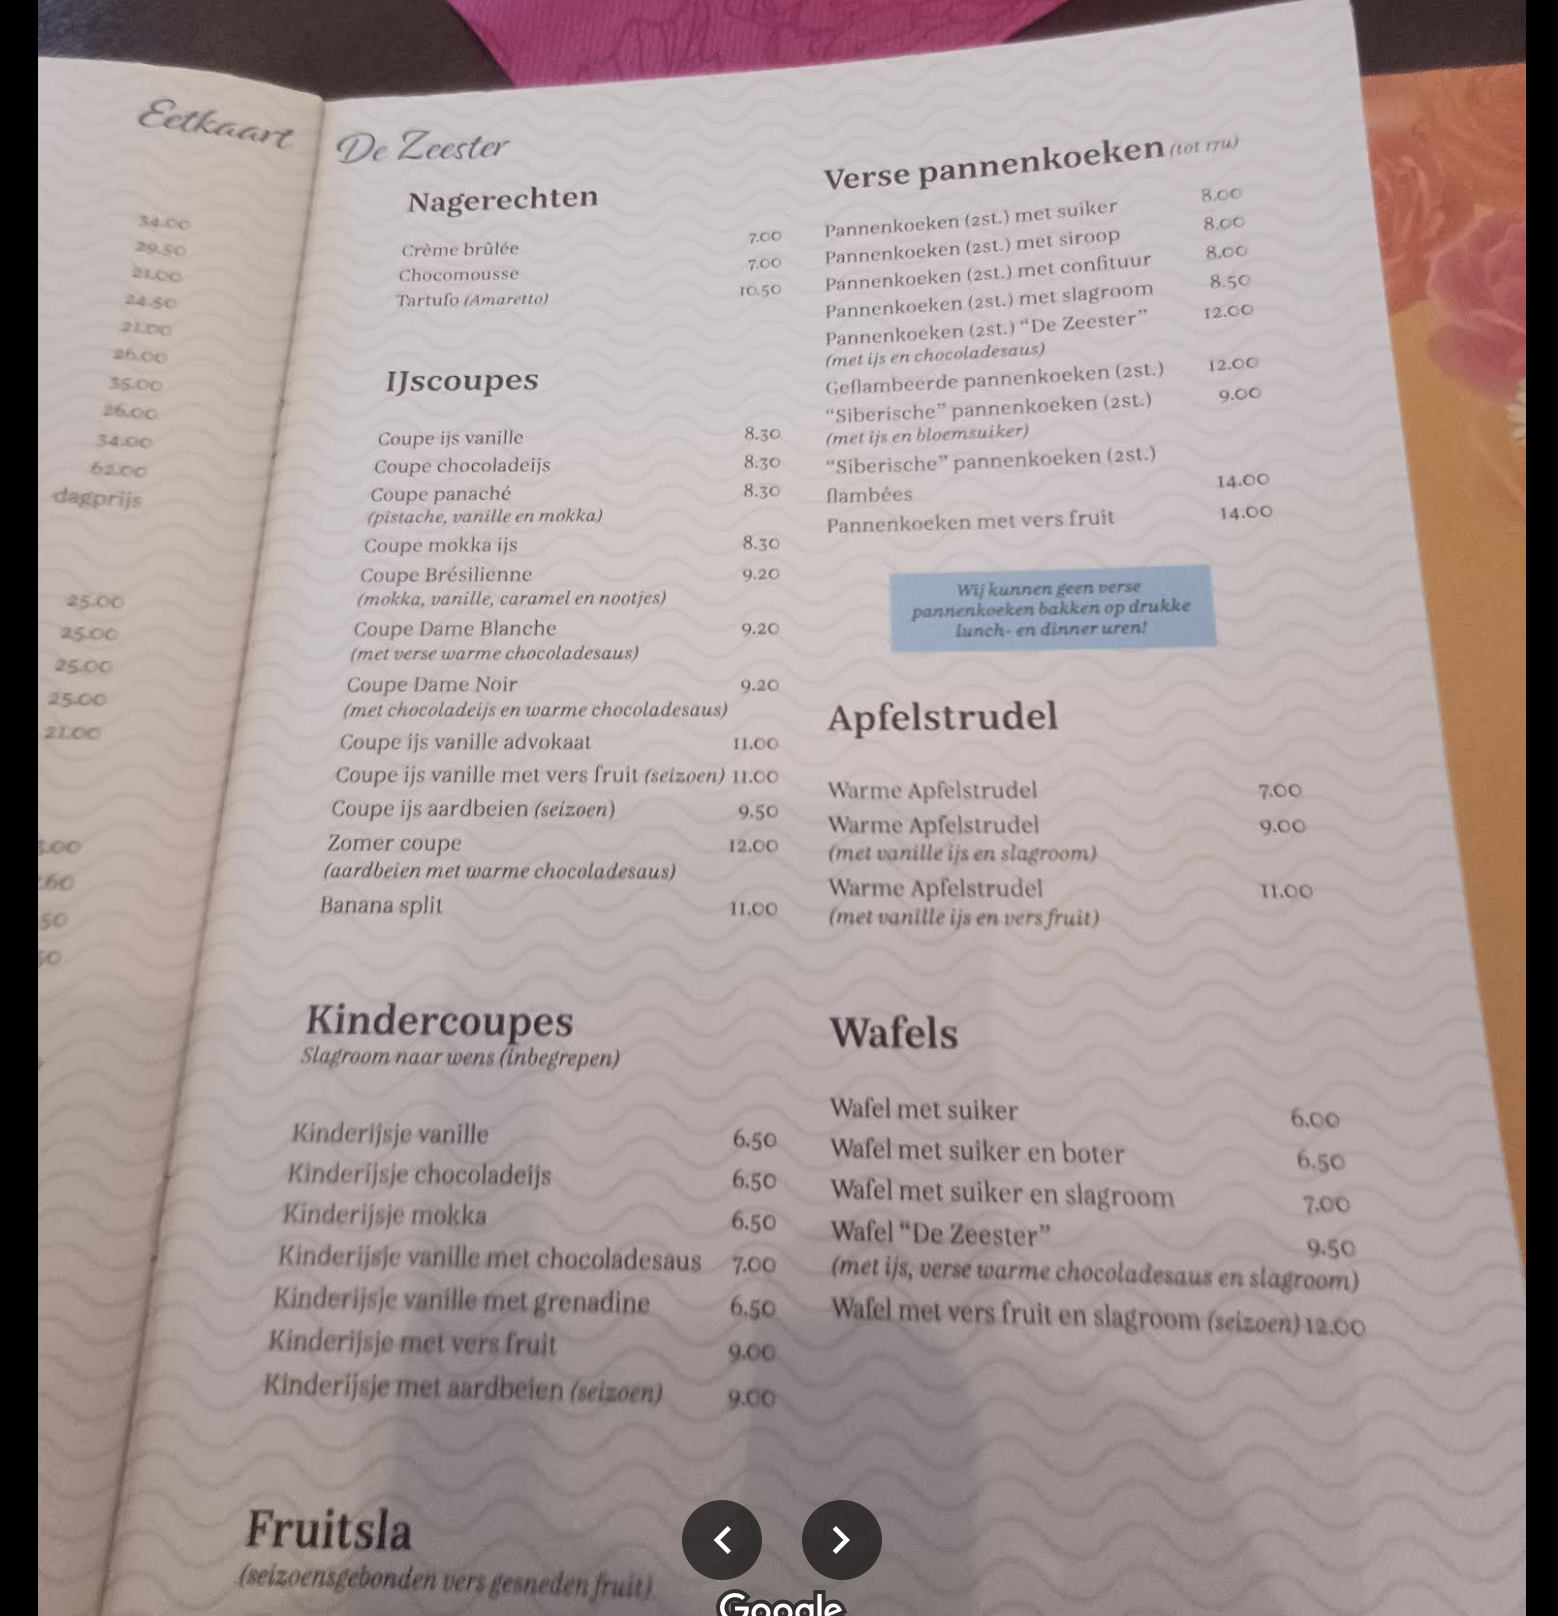 Eetkaart
34.00
29.50
21.00
24.50
21.00
26.00
35.00
26.00
34.00
62.00
dagprijs
25.00
25.00
25.00
25.00
21.00
.00
.60
50
50
De Zeester
Nagerechten
Crème brûlée 7.00
Chocomousse 7.00
Tartufo (Amaretto) 10.50
IJscoupes
Coupe ijs vanille 8.30
Coupe chocoladeijs 8.30
Coupe panaché 8.30
(pistache, vanille en mokka)
Coupe mokka ijs 8.30
Coupe Brésilienne 9.20
(mokka, vanille, caramel en nootjes)
Coupe Dame Blanche 9.20
(met verse warme chocoladesaus)
Coupe Dame Noir 9.20
(met chocoladeijs en warme chocoladesaus)
Coupe ijs vanille advokaat 11.00
Coupe ijs vanille met vers fruit (seizoen) 11.00
Coupe ijs aardbeien (seizoen) 9.50
Zomer coupe 12.00
(aardbeien met warme chocoladesaus)
Banana split 11.00
Kindercoupes
Slagroom naar wens (inbegrepen)
Kinderijsje vanille 6.50
Kinderijsje chocoladeijs 6.50
Kinderijsje mokka 6.50
Kinderijsje vanille met chocoladesaus 7.00
Kinderijsje vanille met grenadine 6.50
Kinderijsje met vers fruit 9.00
Kinderijsje met aardbeien (seizoen) 9.00
Fruitsla
(seizoensgebonden vers gesneden fruit)
Verse pannenkoeken (tot 17u)
Pannenkoeken (2st.) met suiker 8.00
Pannenkoeken (2st.) met siroop 8.00
Pannenkoeken (2st.) met confituur 8.00
Pannenkoeken (2st.) met slagroom 8.50
Pannenkoeken (2st.) “De Zeester” 12.00
(met ijs en chocoladesaus)
Geflambeerde pannenkoeken (2st.) 12.00
“Siberische” pannenkoeken (2st.) 9.00
(met ijs en bloemsuiker)
“Siberische” pannenkoeken (2st.)
flambées 14.00
Pannenkoeken met vers fruit 14.00
Wij kunnen geen verse
pannenkoeken bakken op drukke
lunch- en dinner uren!
Apfelstrudel
Warme Apfelstrudel 7.00
Warme Apfelstrudel 9.00
(met vanille ijs en slagroom)
Warme Apfelstrudel 11.00
(met vanille ijs en vers fruit)
Wafels
Wafel met suiker 6.00
Wafel met suiker en boter 6.50
Wafel met suiker en slagroom 7.00
Wafel “De Zeester” 9.50
(met ijs, verse warme chocoladesaus en slagroom)
Wafel met vers fruit en slagroom (seizoen) 12.00
Google